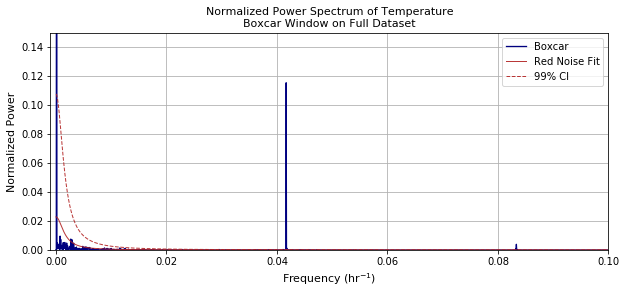 Normalized Power Spectrum of Temperature
Boxcar Window on Full Dataset
Normalized Power
0.14
0.12
0.10
0.08
0.06
0.04
0.02
0.00
Boxcar
Red Noise Fit
99% CI
0.00 0.02 0.04 0.06 0.08 0.10
Frequency (hr⁻¹)